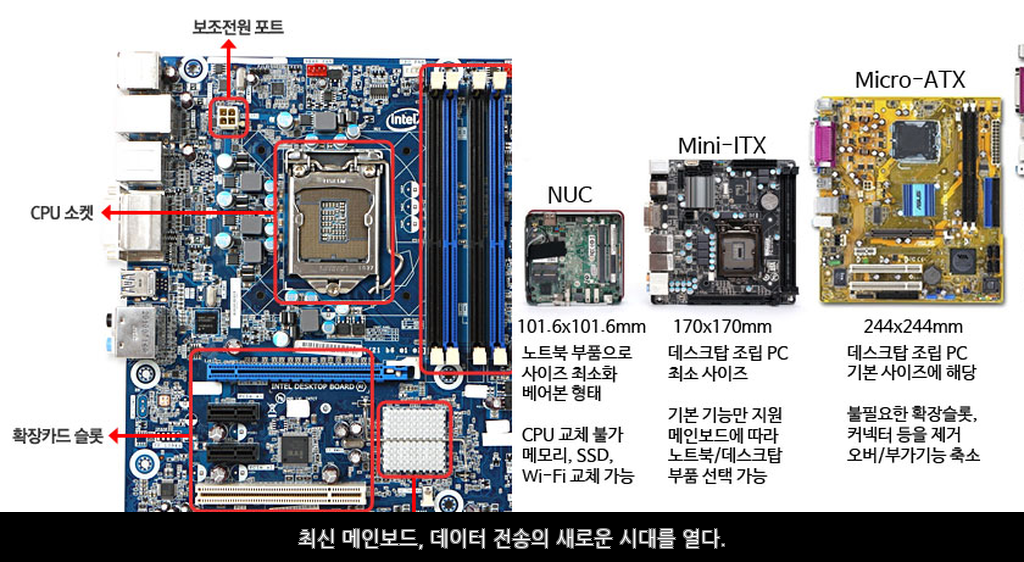 보조전원 포트
intel
CPU 소켓
확장카드 슬롯
INTEL DESKTOP BOARD
NUC
101.6x101.6mm
노트북 부품으로
사이즈 최소화
베어본 형태
CPU 교체 불가
메모리, SSD,
Wi-Fi 교체 가능
Mini-ITX
170x170mm
데스크탑 조립 PC
최소 사이즈
기본 기능만 지원
메인보드에 따라
노트북/데스크탑
부품 선택 가능
Micro-ATX
ASUS
244x244mm
데스크탑 조립 PC
기본 사이즈에 해당
불필요한 확장슬롯,
커넥터 등을 제거
오버/부가기능 축소
최신 메인보드, 데이터 전송의 새로운 시대를 열다.